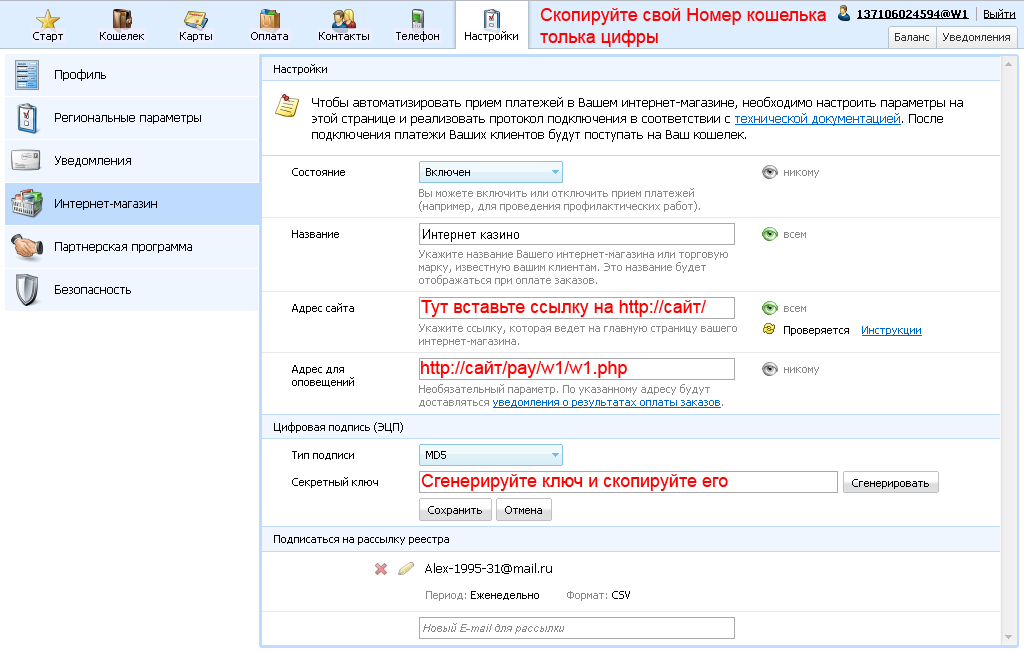 Старт
Кошелек
Карты
Оплата
Контакты
Телефон
Настройки
Скопируйте свой Номер кошелька
толька цифры
137106024594@W1
Выйти
Баланс
Уведомления
Профиль
Региональные параметры
Уведомления
Интернет-магазин
Партнерская программа
Безопасность
Настройки
Чтобы автоматизировать прием платежей в Вашем интернет-магазине, необходимо настроить параметры на
этой странице и реализовать протокол подключения в соответствии с технической документацией. После
подключения платежи Ваших клиентов будут поступать на Ваш кошелек.
Состояние
Включен
никому
Вы можете включить или отключить прием платежей
(например, для проведения профилактических работ).
Название
Интернет казино
всем
Укажите название Вашего интернет-магазина или торговую
марку, известную вашим клиентам. Это название будет
отображаться при оплате заказов.
Адрес сайта
Тут вставьте ссылку на http://сайт/
всем
Укажите ссылку, которая ведет на главную страницу вашего
интернет-магазина.
Проверяется
Инструкции
Адрес для
оповещений
http://сайт/pay/w1/w1.php
никому
Необязательный параметр. По указанному адресу будут
доставляться уведомления о результатах оплаты заказов.
Цифровая подпись (ЭЦП)
Тип подписи
MD5
Секретный ключ
Сгенерируйте ключ и скопируйте его
Сгенерировать
Сохранить
Отмена
Подписаться на рассылку реестра
Alex-1995-31@mail.ru
Период: Еженедельно
Формат: CSV
Новый E-mail для рассылки